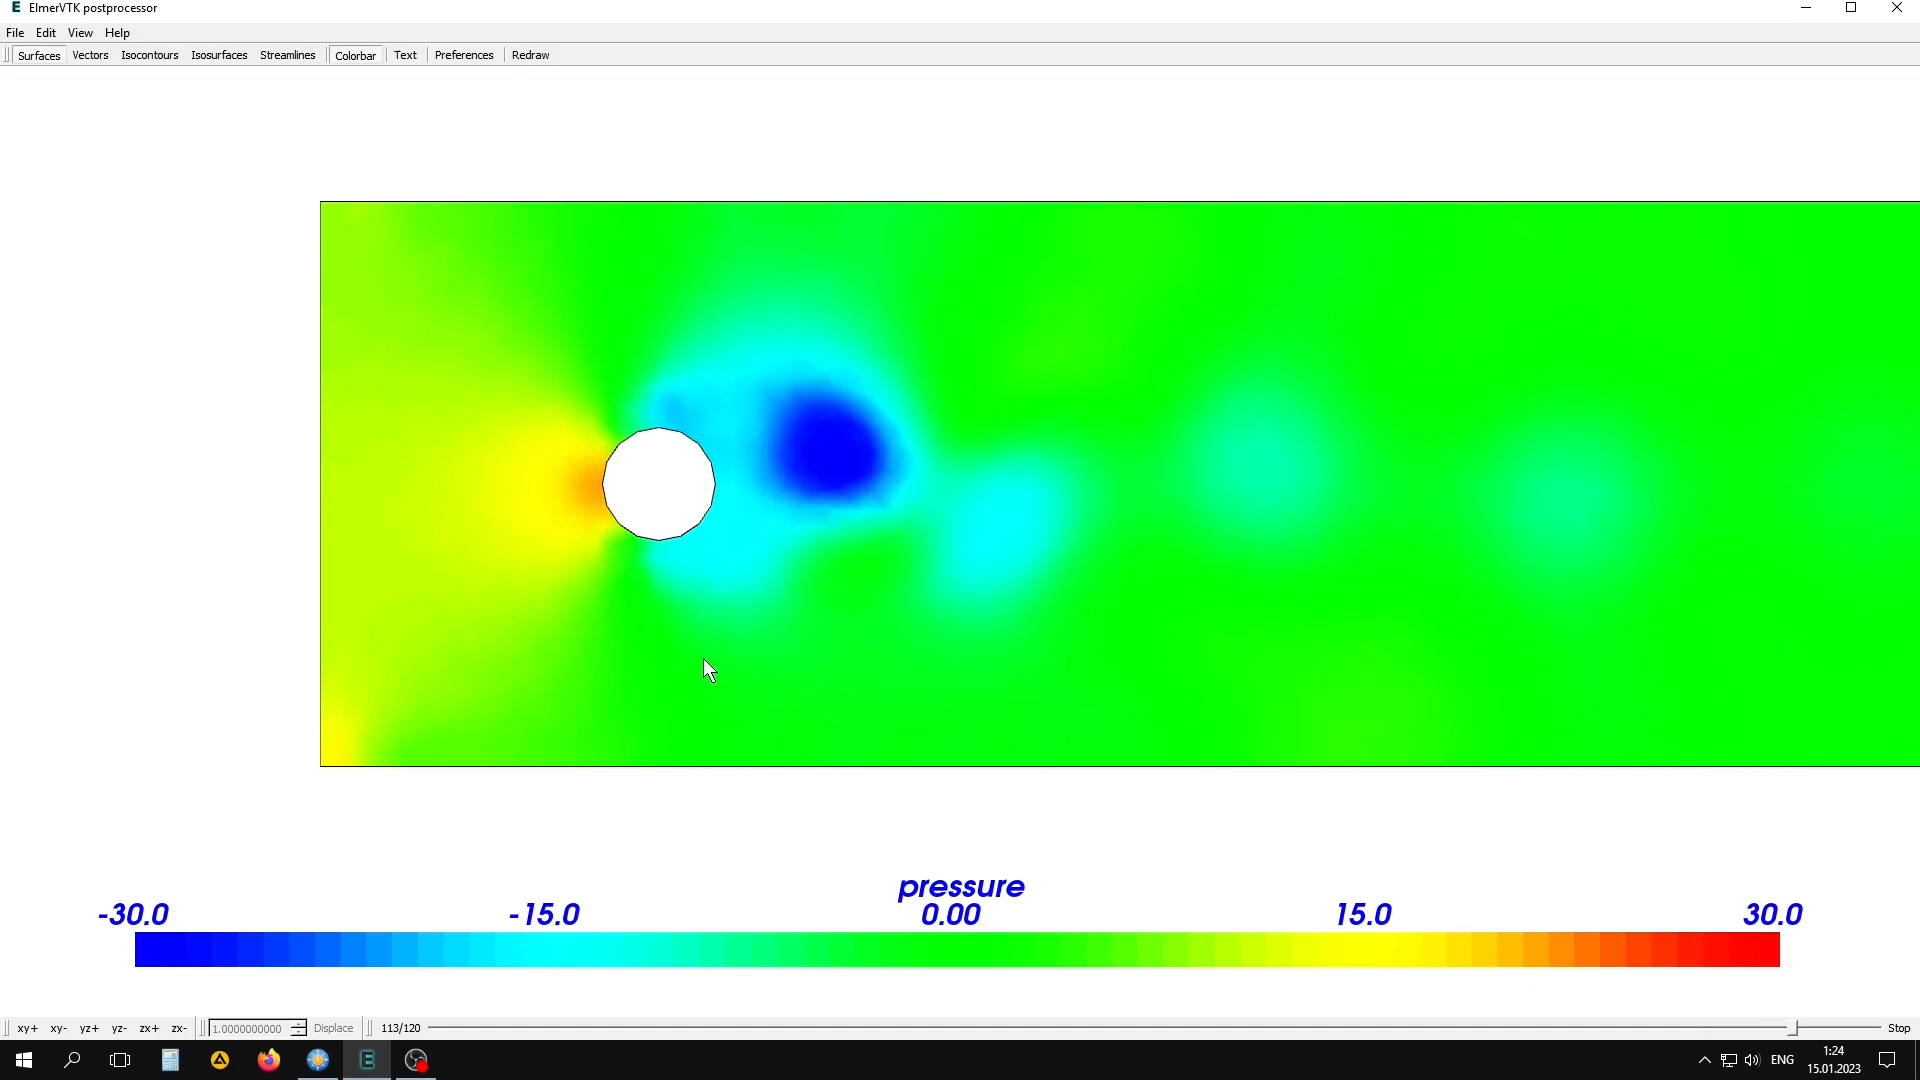 ElmerVTK postprocessor
File Edit View Help
Surfaces Vectors Isocontours Isosurfaces Streamlines Colorbar Text Preferences Redraw
pressure
-30.0 -15.0 0.00 15.0 30.0
xy+ xy- yz+ yz- zx+ zx- 1.0000000000 Displace 113/120 Stop
ENG 1:24
15.01.2023